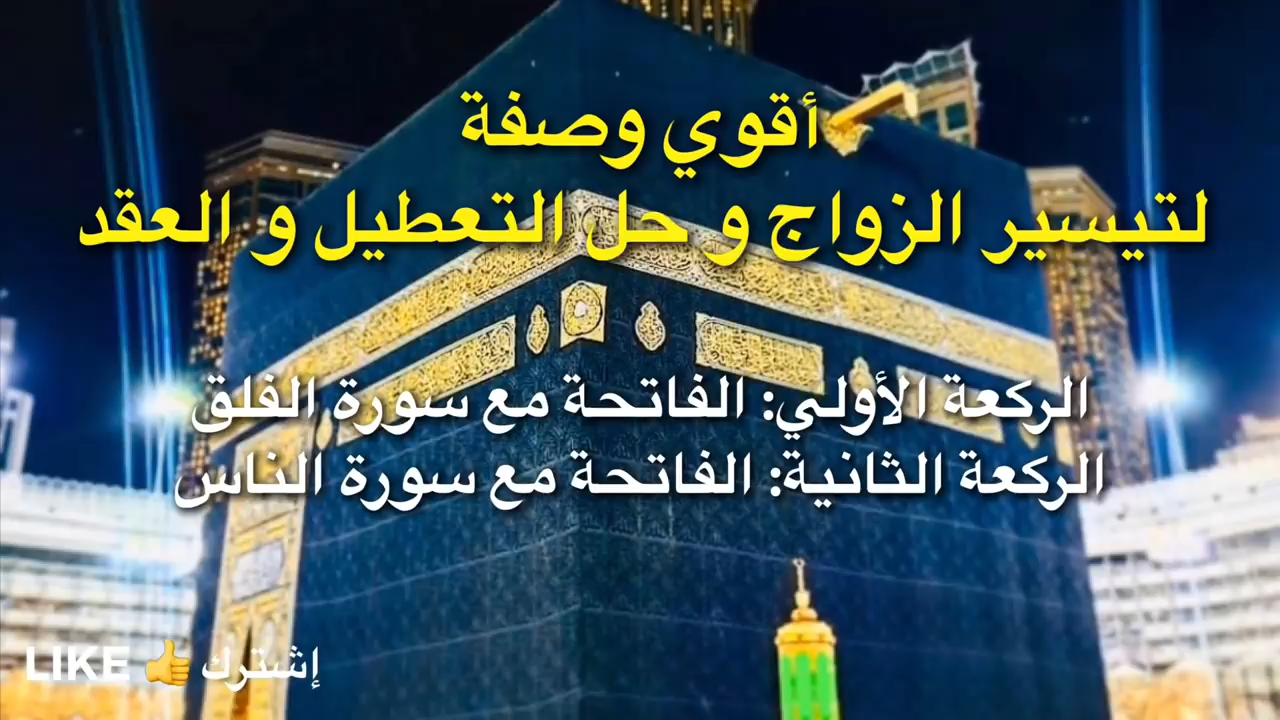 أقوي وصفة
لتيسير الزواج و حل التعطيل و العقد
الركعة الأولي: الفاتحة مع سورة الفلق
الركعة الثانية: الفاتحة مع سورة الناس
إشترك 👍 LIKE